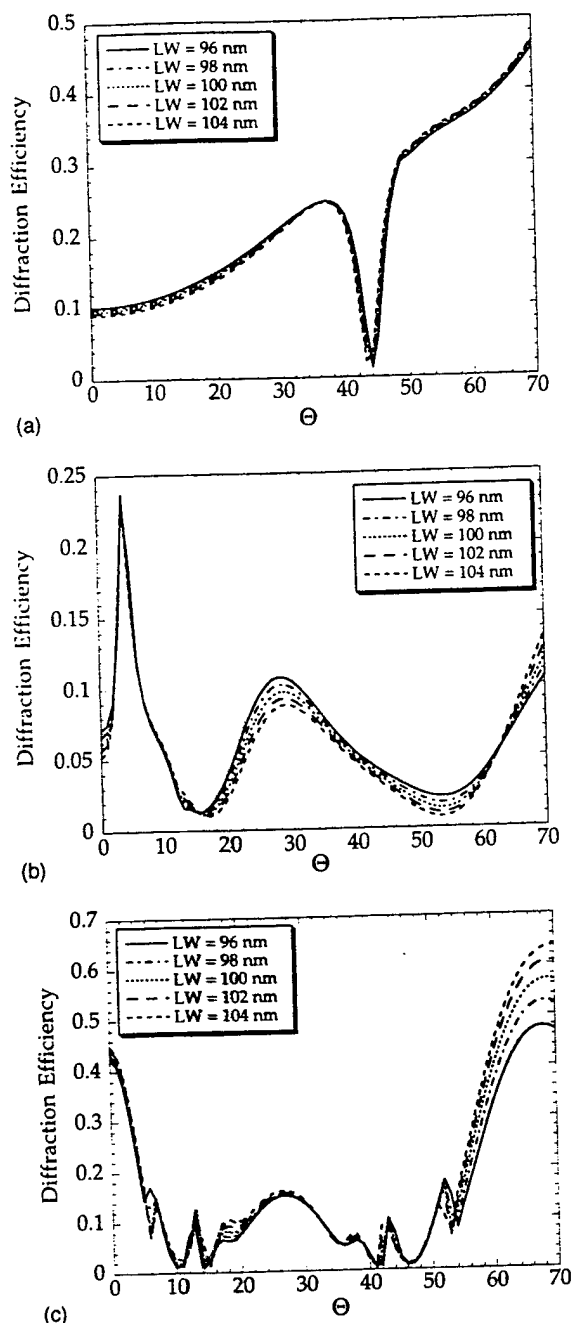 0.5
0.4
0.3
0.2
0.1
0
Diffraction Efficiency
LW = 96 nm
LW = 98 nm
LW = 100 nm
LW = 102 nm
LW = 104 nm
0 10 20 30 40 50 60 70
Θ
(a)
0.25
0.2
0.15
0.1
0.05
0
Diffraction Efficiency
LW = 96 nm
LW = 98 nm
LW = 100 nm
LW = 102 nm
LW = 104 nm
0 10 20 30 40 50 60 70
Θ
(b)
0.7
0.6
0.5
0.4
0.3
0.2
0.1
0
Diffraction Efficiency
LW = 96 nm
LW = 98 nm
LW = 100 nm
LW = 102 nm
LW = 104 nm
0 10 20 30 40 50 60 70
Θ
(c)